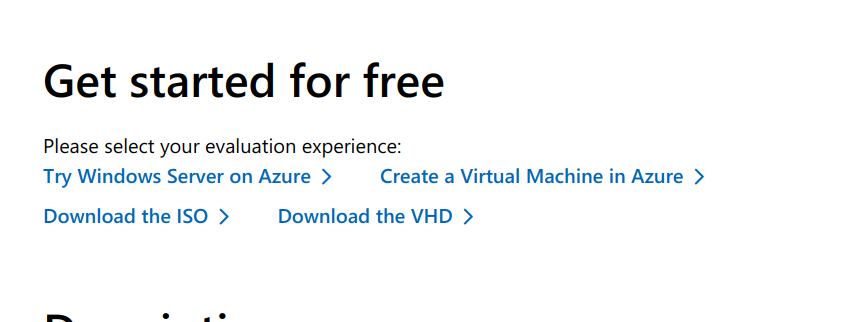 Get started for free
Please select your evaluation experience:
Try Windows Server on Azure
Create a Virtual Machine in Azure
Download the ISO
Download the VHD